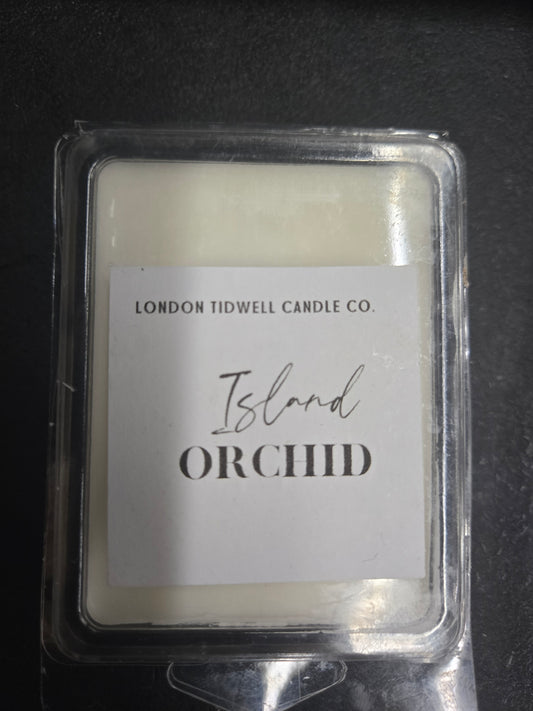 LONDON TIDWELL CANDLE CO.
Island
ORCHID